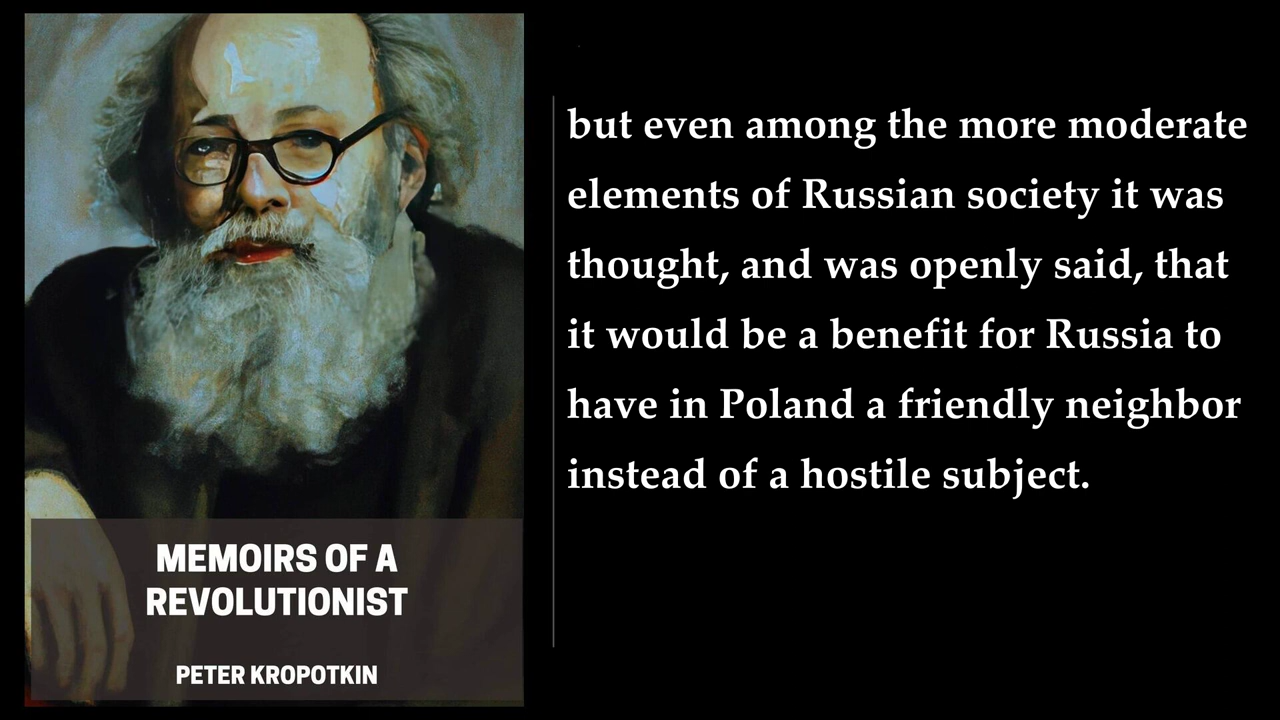 but even among the more moderate
elements of Russian society it was
thought, and was openly said, that
it would be a benefit for Russia to
have in Poland a friendly neighbor
instead of a hostile subject.
MEMOIRS OF A
REVOLUTIONIST
PETER KROPOTKIN